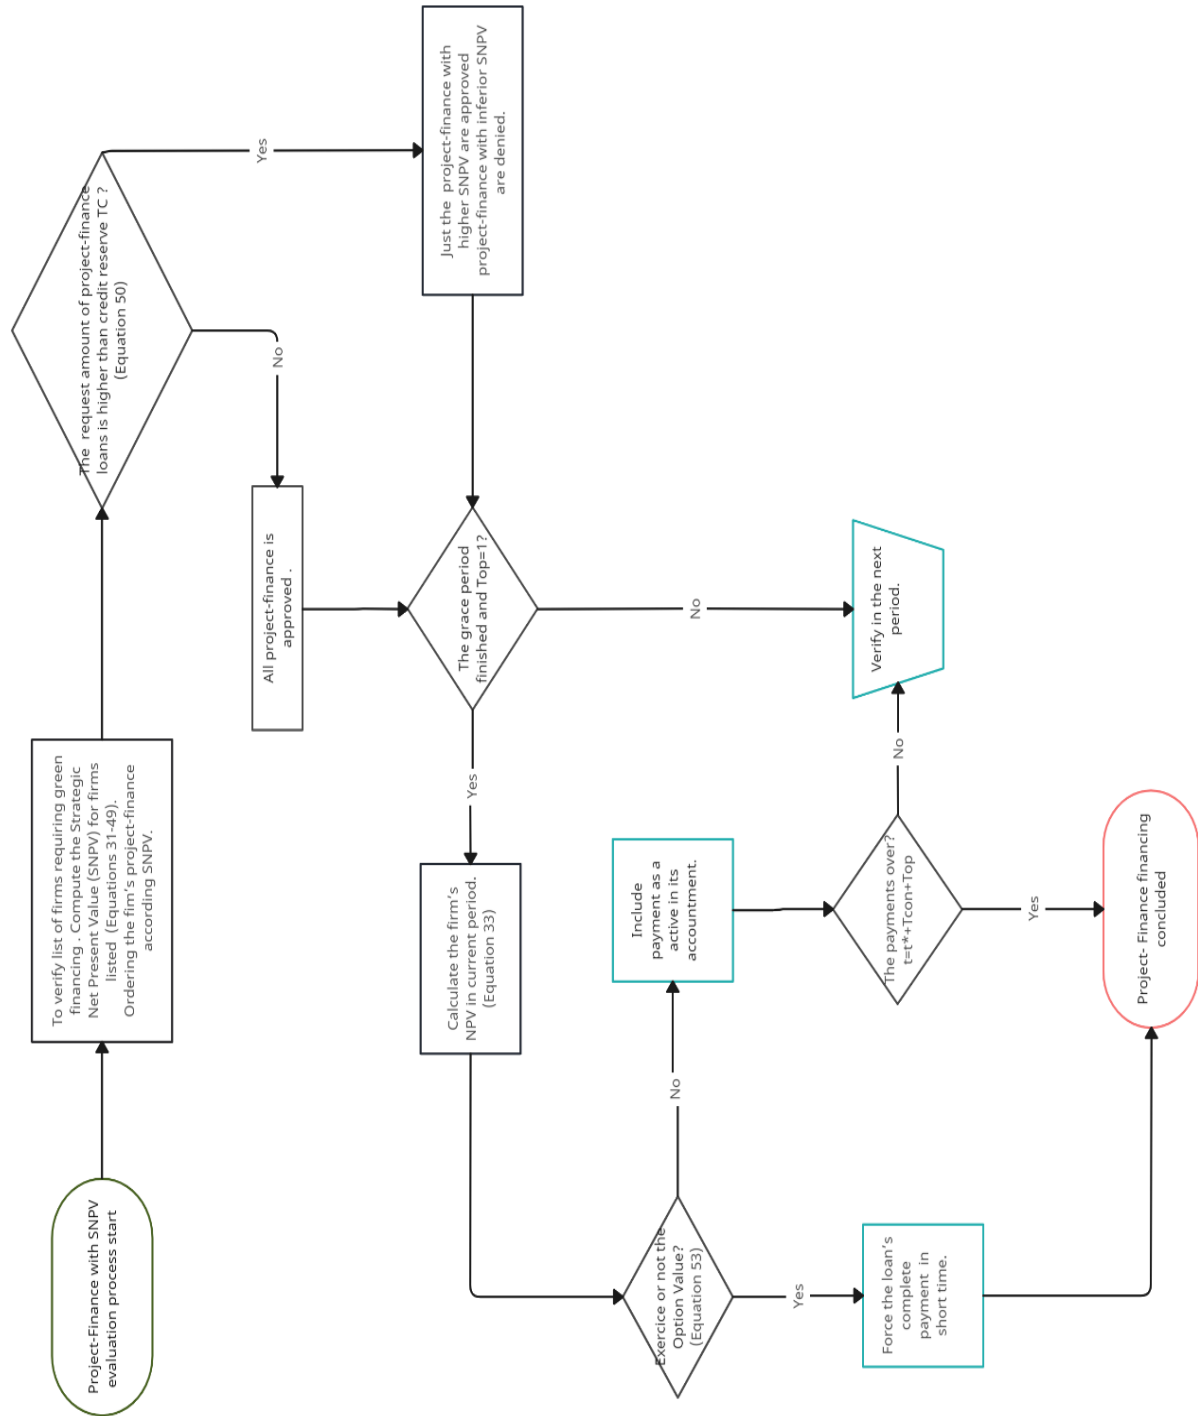 Project-Finance with SNPV
evaluation process start
To verify list of firms requiring green
financing . Compute the Strategic
Net Present Value (SNPV) for firms
listed (Equations 31-49).
Ordering the fim's project-finance
according SNPV.
The request amount of project-finance
loans is higher than credit reserve TC ?
(Equation 50)
Yes
No
Just the project-finance with
higher SNPV are approved
project-finance with inferior SNPV
are denied.
All project-finance is
approved .
The grace period
finished and Top=1?
Yes
No
Calculate the firm's
NPV in current period.
(Equation 33)
Exercice or not the
Option Value?
(Equation 53)
No
Yes
Include
payment as a
active in its
accountment.
Force the loan's
complete
payment in
short time.
The payments over?
t=t*+Tcon+Top
No
Yes
Verify in the next
period.
Project- Finance financing
concluded